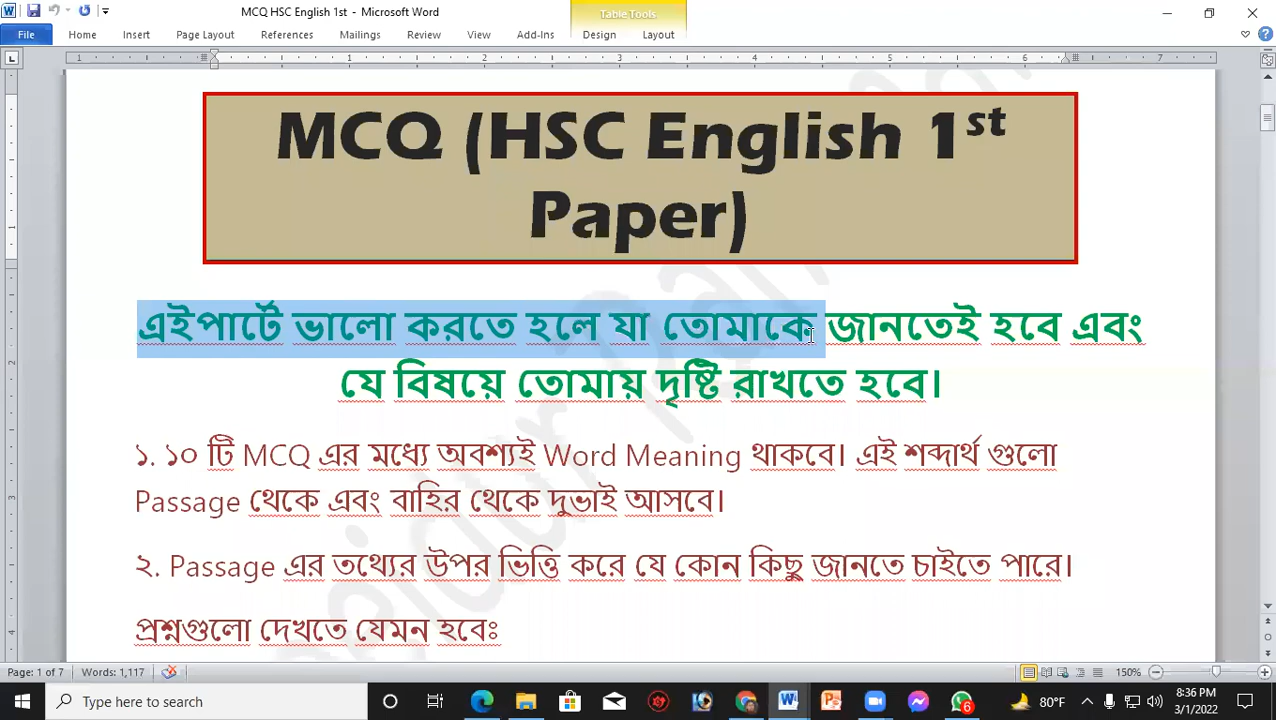 MCQ HSC English 1st - Microsoft Word
Table Tools
File Home Insert Page Layout References Mailings Review View Add-Ins Design Layout
MCQ (HSC English 1st
Paper)
এইপার্টে ভালো করতে হলে যা তোমাকে জানতেই হবে এবং
যে বিষয়ে তোমায় দৃষ্টি রাখতে হবে।
১. ১০ টি MCQ এর মধ্যে অবশ্যই Word Meaning থাকবে। এই শব্দার্থ গুলো
Passage থেকে এবং বাহির থেকে দুভাই আসবে।
২. Passage এর তথ্যের উপর ভিত্তি করে যে কোন কিছু জানতে চাইতে পারে।
প্রশ্নগুলো দেখতে যেমন হবেঃ
Page: 1 of 7 Words: 1,117 150%
Type here to search
80°F
8:36 PM
3/1/2022